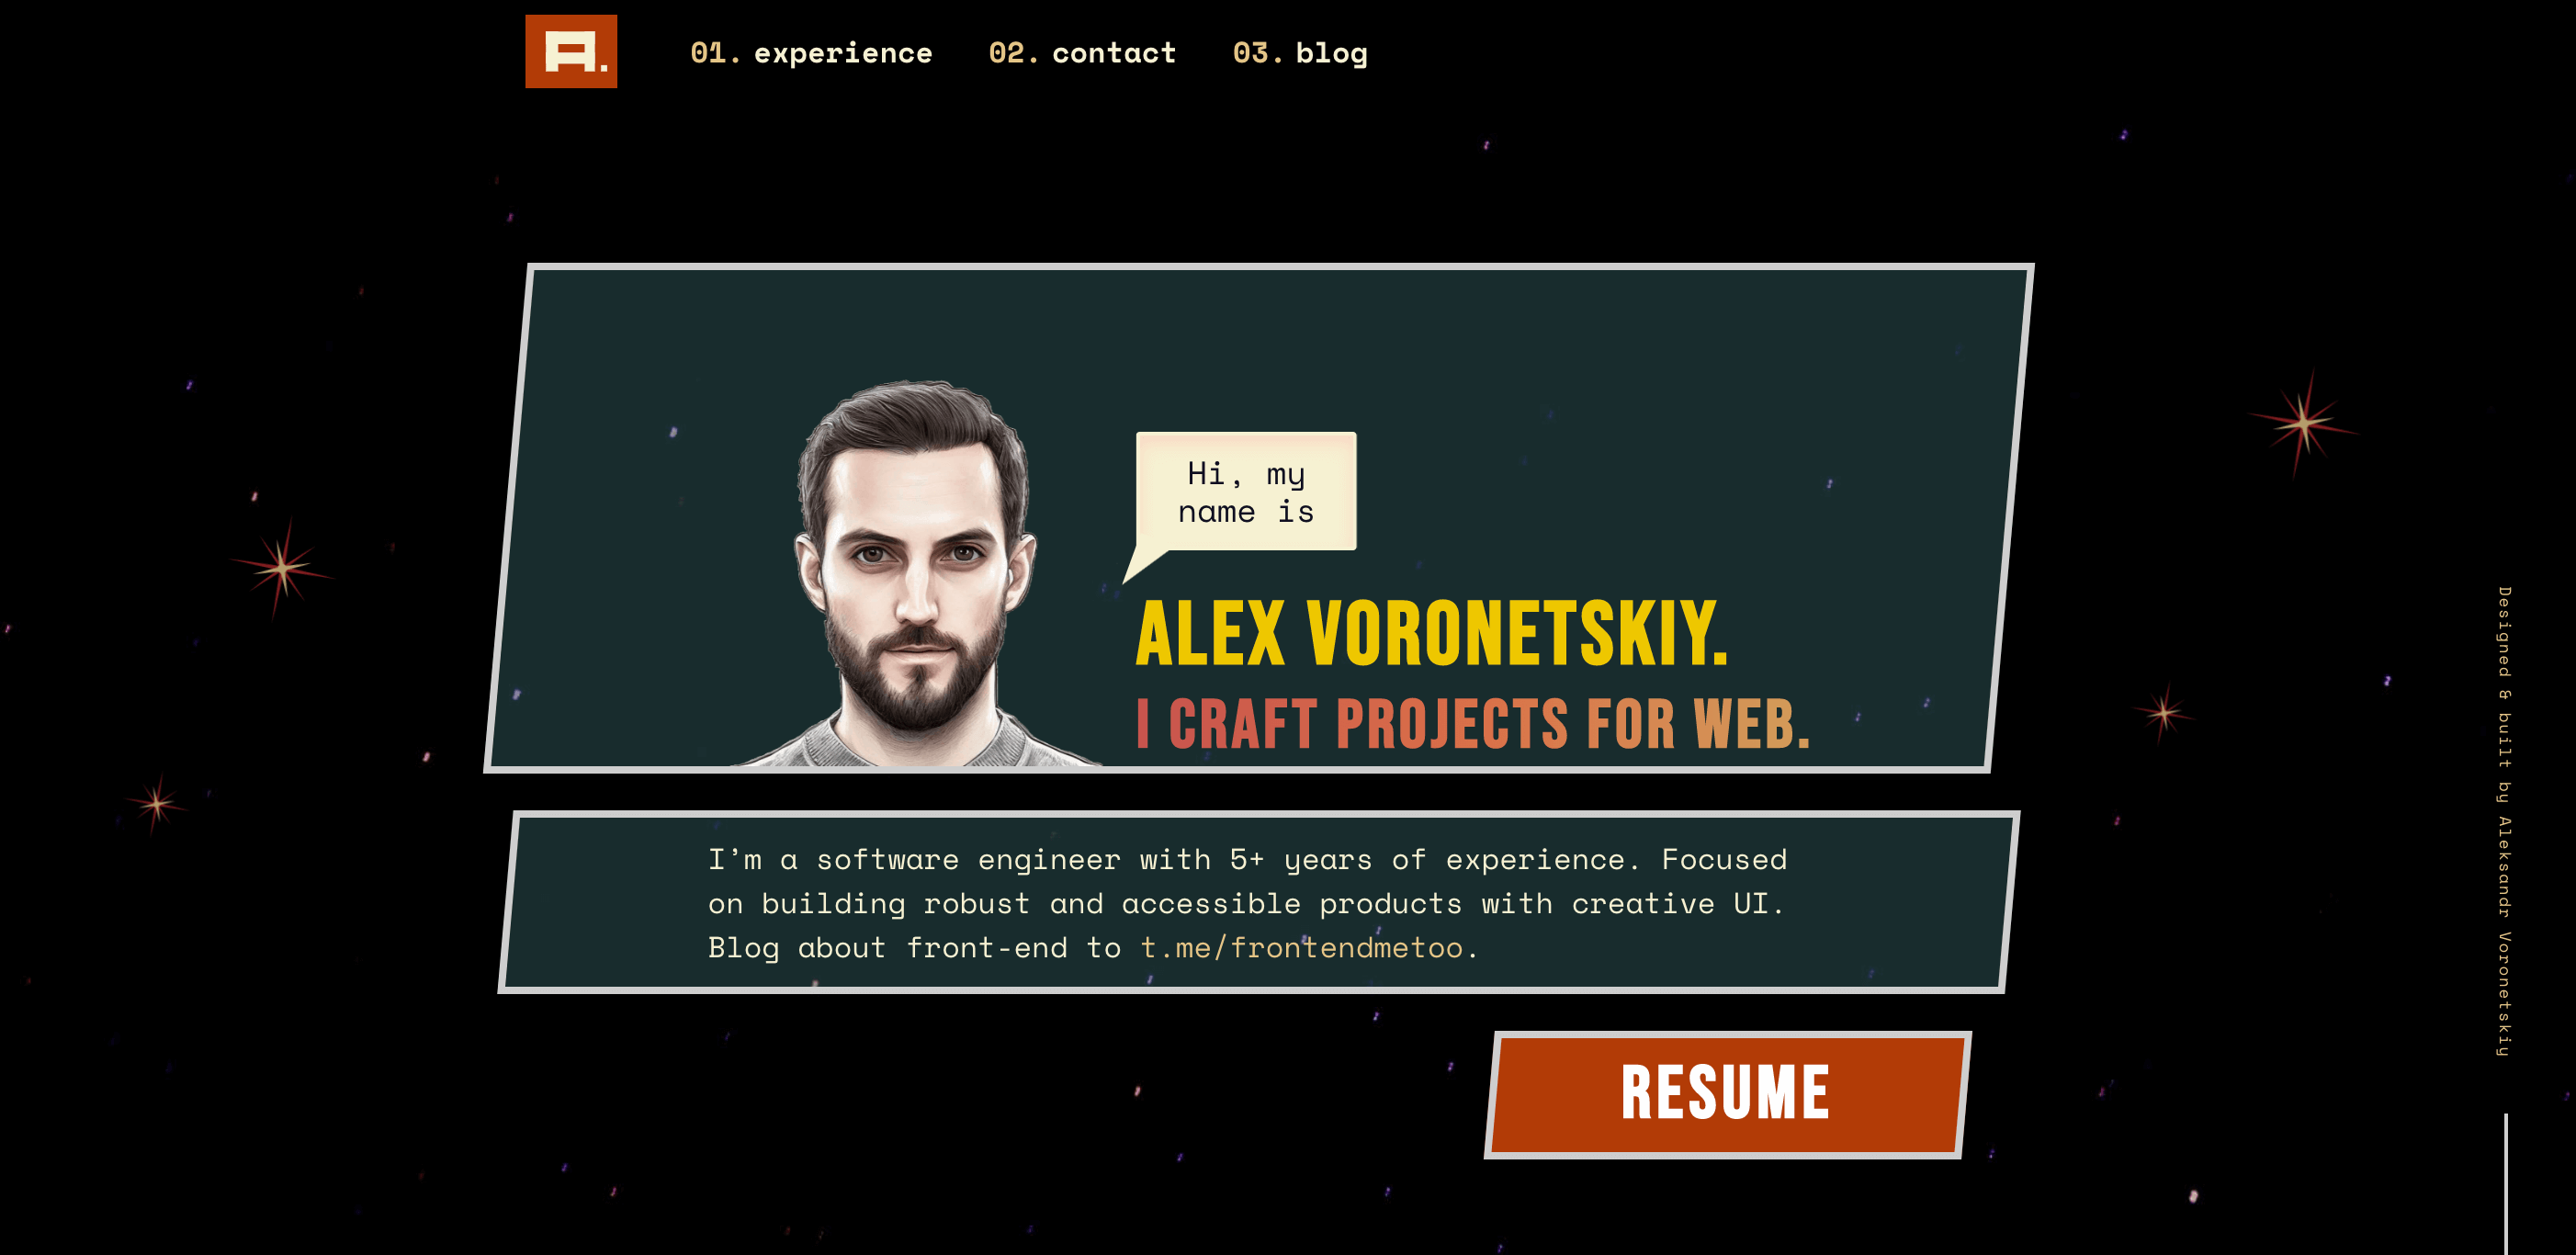 A.
01. experience
02. contact
03. blog
Hi, my
name is
ALEX VORONETSKIY.
I CRAFT PROJECTS FOR WEB.
I’m a software engineer with 5+ years of experience. Focused
on building robust and accessible products with creative UI.
Blog about front-end to t.me/frontendmetoo.
RESUME
Designed & built by Aleksandr Voronetskiy